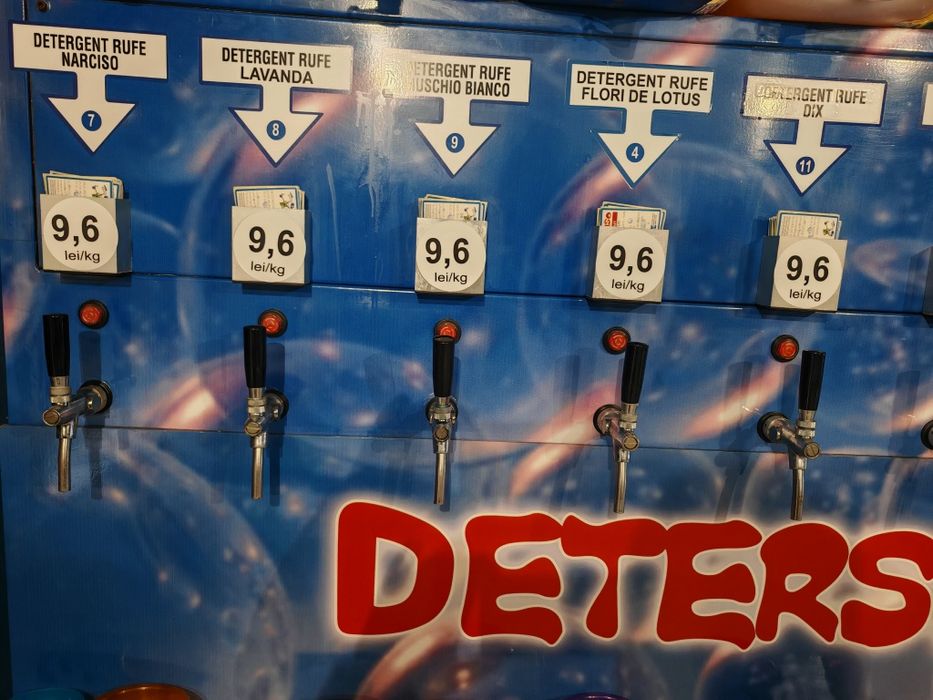 DETERGENT RUFE
NARCISO
7
DETERGENT RUFE
LAVANDA
8
DETERGENT RUFE
MUSCHIO BIANCO
9
DETERGENT RUFE
FLORI DE LOTUS
4
DETERGENT RUFE
DIX
11
9,6
lei/kg
9,6
lei/kg
9,6
lei/kg
9,6
lei/kg
9,6
lei/kg
DETERS